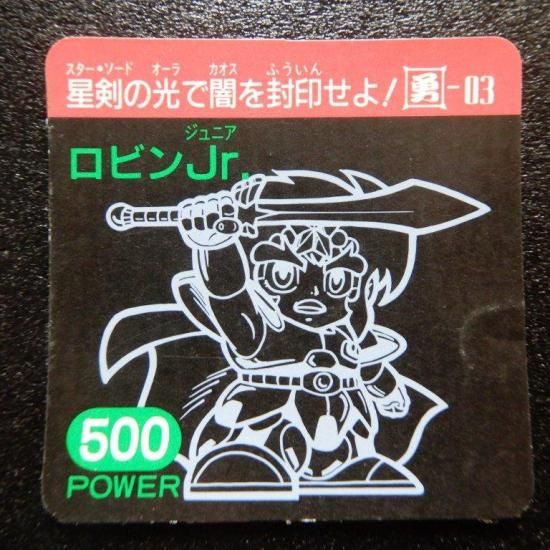 スター・ソード オーラ カオス ふういん
星剣の光で闇を封印せよ! 勇-03
ジュニア
ロビンJr.
500
POWER